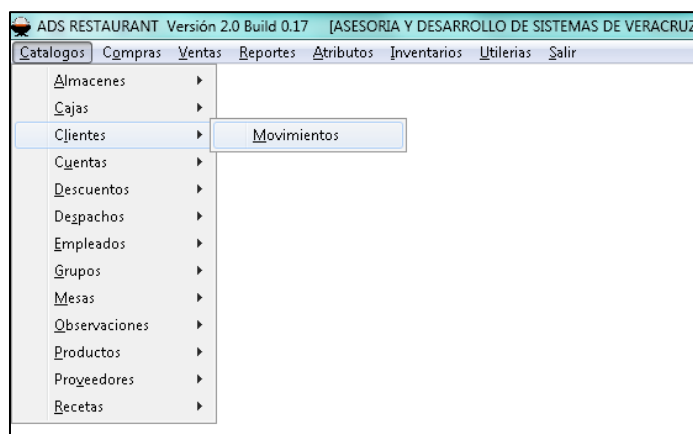 ADS RESTAURANT Versión 2.0 Build 0.17 [ASESORIA Y DESARROLLO DE SISTEMAS DE VERACRUZ
Catalogos Compras Ventas Reportes Atributos Inventarios Utilerias Salir
Almacenes
Cajas
Clientes Movimientos
Cuentas
Descuentos
Despachos
Empleados
Grupos
Mesas
Observaciones
Productos
Proveedores
Recetas